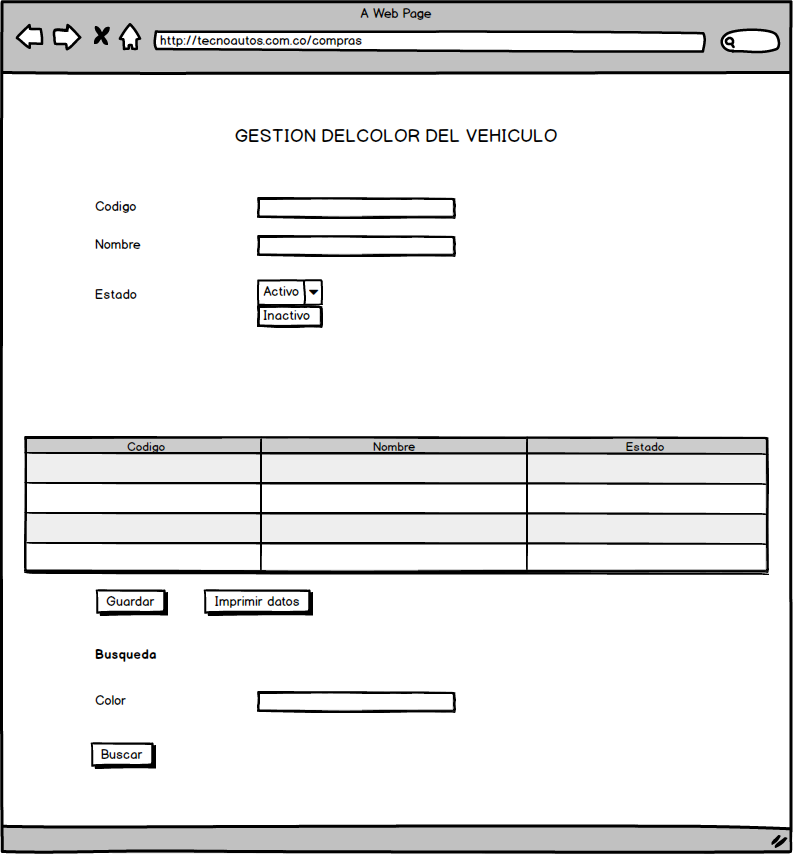 A Web Page
http://tecnoautos.com.co/compras
GESTION DELCOLOR DEL VEHICULO
Codigo
Nombre
Estado
Activo
Inactivo
Codigo Nombre Estado
Guardar Imprimir datos
Busqueda
Color
Buscar